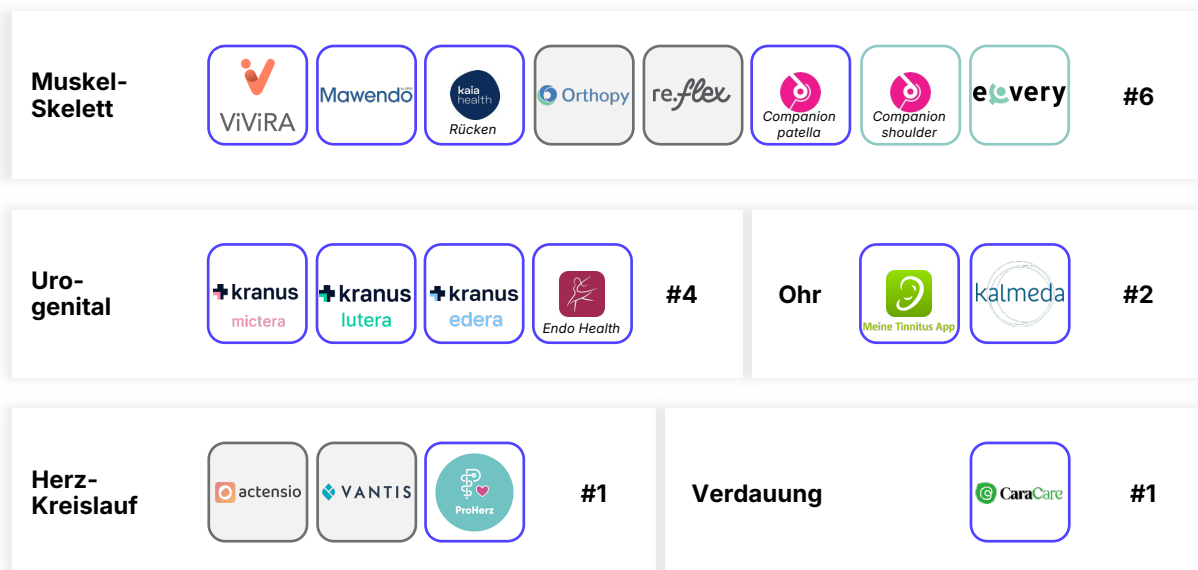 Muskel-
Skelett
ViViRA
Mawendo
kaia
health
Rücken
Orthopy
re.flex
Companion
patella
Companion
shoulder
eCovery
#6
Uro-
genital
kranus
mictera
kranus
lutera
kranus
edera
Endo Health
#4
Ohr
Meine Tinnitus App
kalmeda
#2
Herz-
Kreislauf
actensio
VANTIS
ProHerz
#1
Verdauung
CaraCare
#1